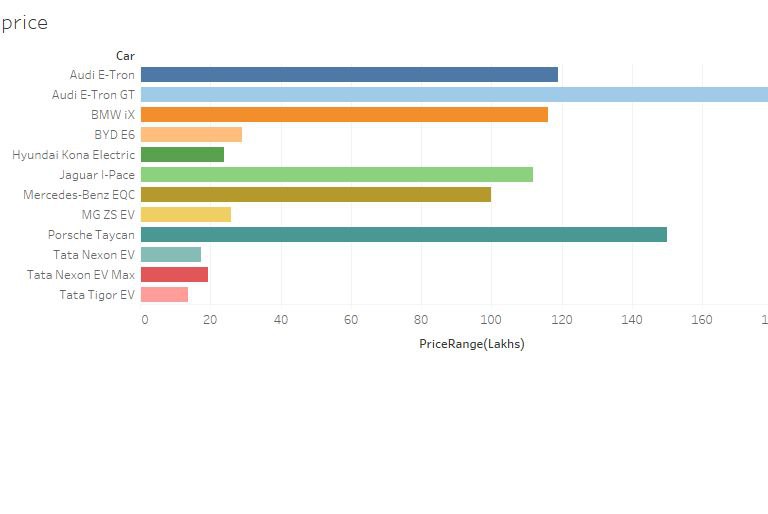 price
Car
Audi E-Tron
Audi E-Tron GT
BMW iX
BYD E6
Hyundai Kona Electric
Jaguar I-Pace
Mercedes-Benz EQC
MG ZS EV
Porsche Taycan
Tata Nexon EV
Tata Nexon EV Max
Tata Tigor EV
0 20 40 60 80 100 120 140 160
PriceRange(Lakhs)